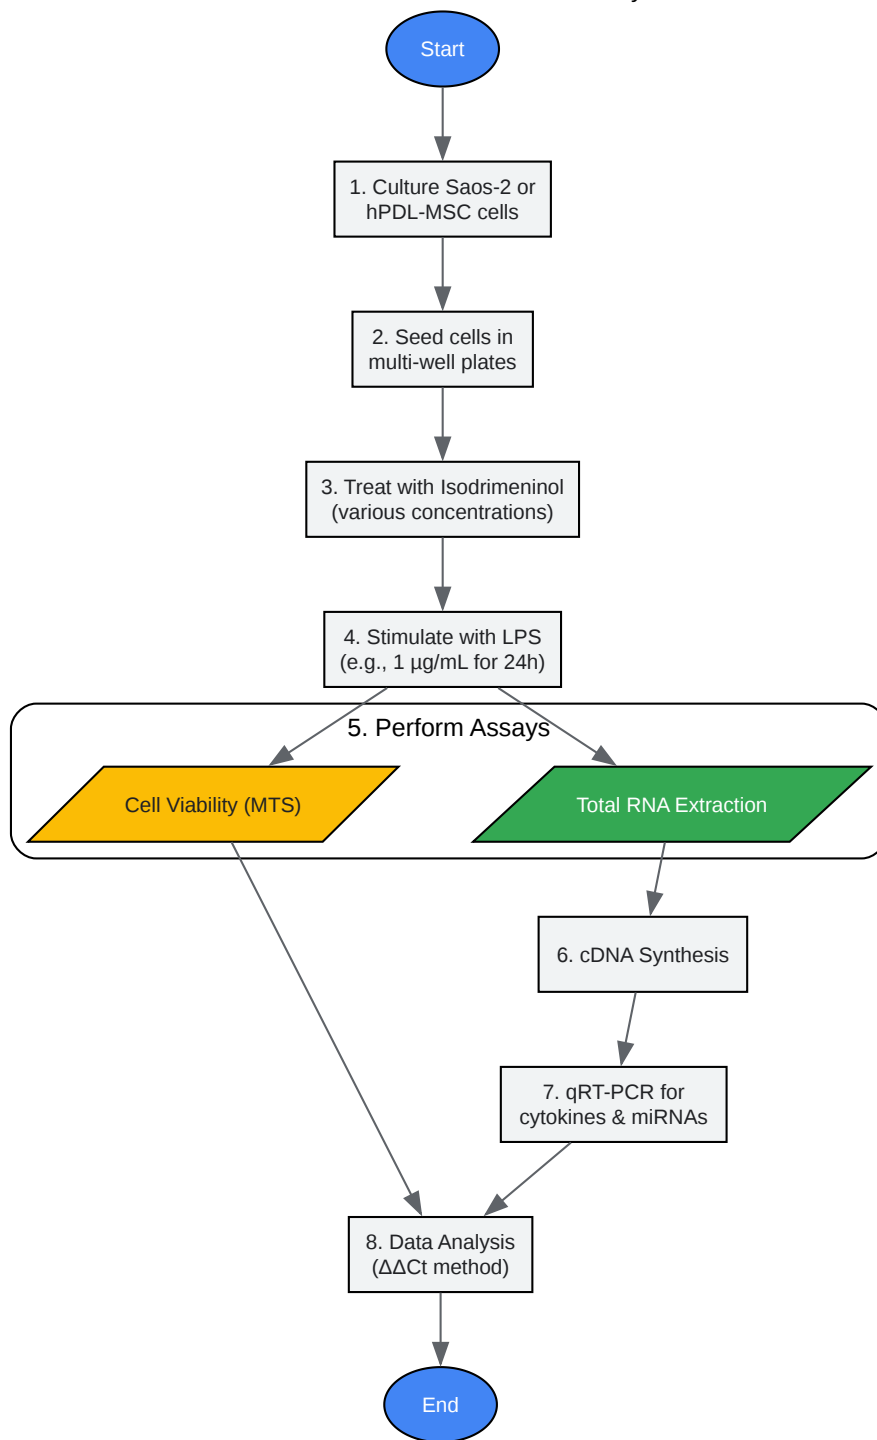 Start
1. Culture Saos-2 or
hPDL-MSC cells
2. Seed cells in
multi-well plates
3. Treat with Isodrimeninol
(various concentrations)
4. Stimulate with LPS
(e.g., 1 µg/mL for 24h)
5. Perform Assays
Cell Viability (MTS)
Total RNA Extraction
6. cDNA Synthesis
7. qRT-PCR for
cytokines & miRNAs
8. Data Analysis
(ΔΔCt method)
End